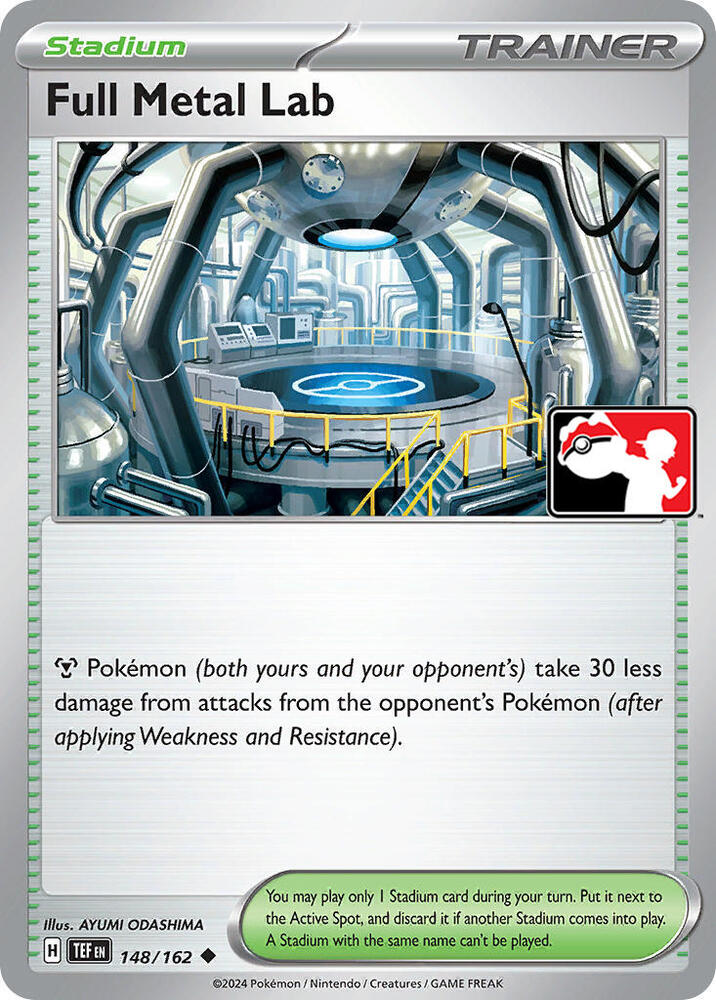 Stadium
TRAINER
Full Metal Lab
Pokémon (both yours and your opponent's) take 30 less
damage from attacks from the opponent's Pokémon (after
applying Weakness and Resistance).
You may play only 1 Stadium card during your turn. Put it next to
the Active Spot, and discard it if another Stadium comes into play.
A Stadium with the same name can't be played.
Illus. AYUMI ODASHIMA
H TEF EN 148/162
©2024 Pokémon / Nintendo / Creatures / GAME FREAK